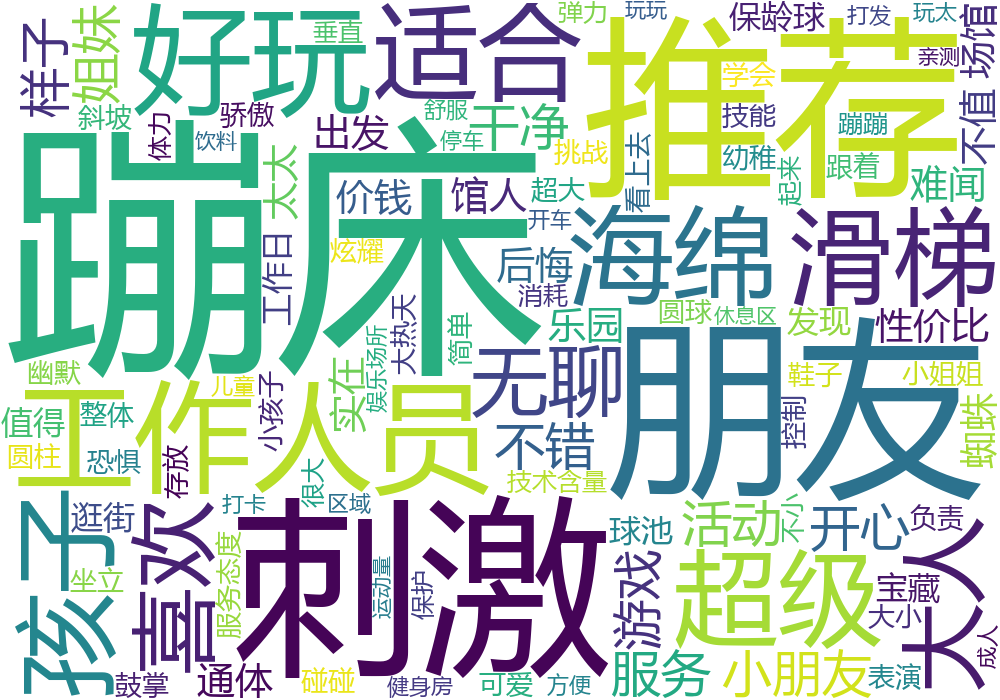 蹦床
推荐
朋友
刺激
工作人员
好玩
适合
海绵
滑梯
孩子
喜欢
超级
大人
无聊
不错
小朋友
服务
活动
开心
游戏
干净
姐妹
样子
出发
价钱
馆人
后悔
乐园
性价比
难闻
不值
场馆
保龄球
弹力
玩玩
打发
玩太
亲测
垂直
斜坡
骄傲
体力
饮料
舒服
停车
学会
技能
挑战
幼稚
蹦蹦
跟着
起来
看上去
超大
开车
太太
工作日
炫耀
消耗
大热天
简单
娱乐场所
实在
圆球
休息区
发现
鞋子
小姐姐
控制
蜘蛛
幽默
儿童
小孩子
值得
整体
圆柱
恐惧
存放
逛街
打卡
很大
区域
技术含量
球池
不小
负责
宝藏
大小
成人
表演
坐立
服务态度
运动量
保护
鼓掌
通体
碰碰
健身房
可爱
方便